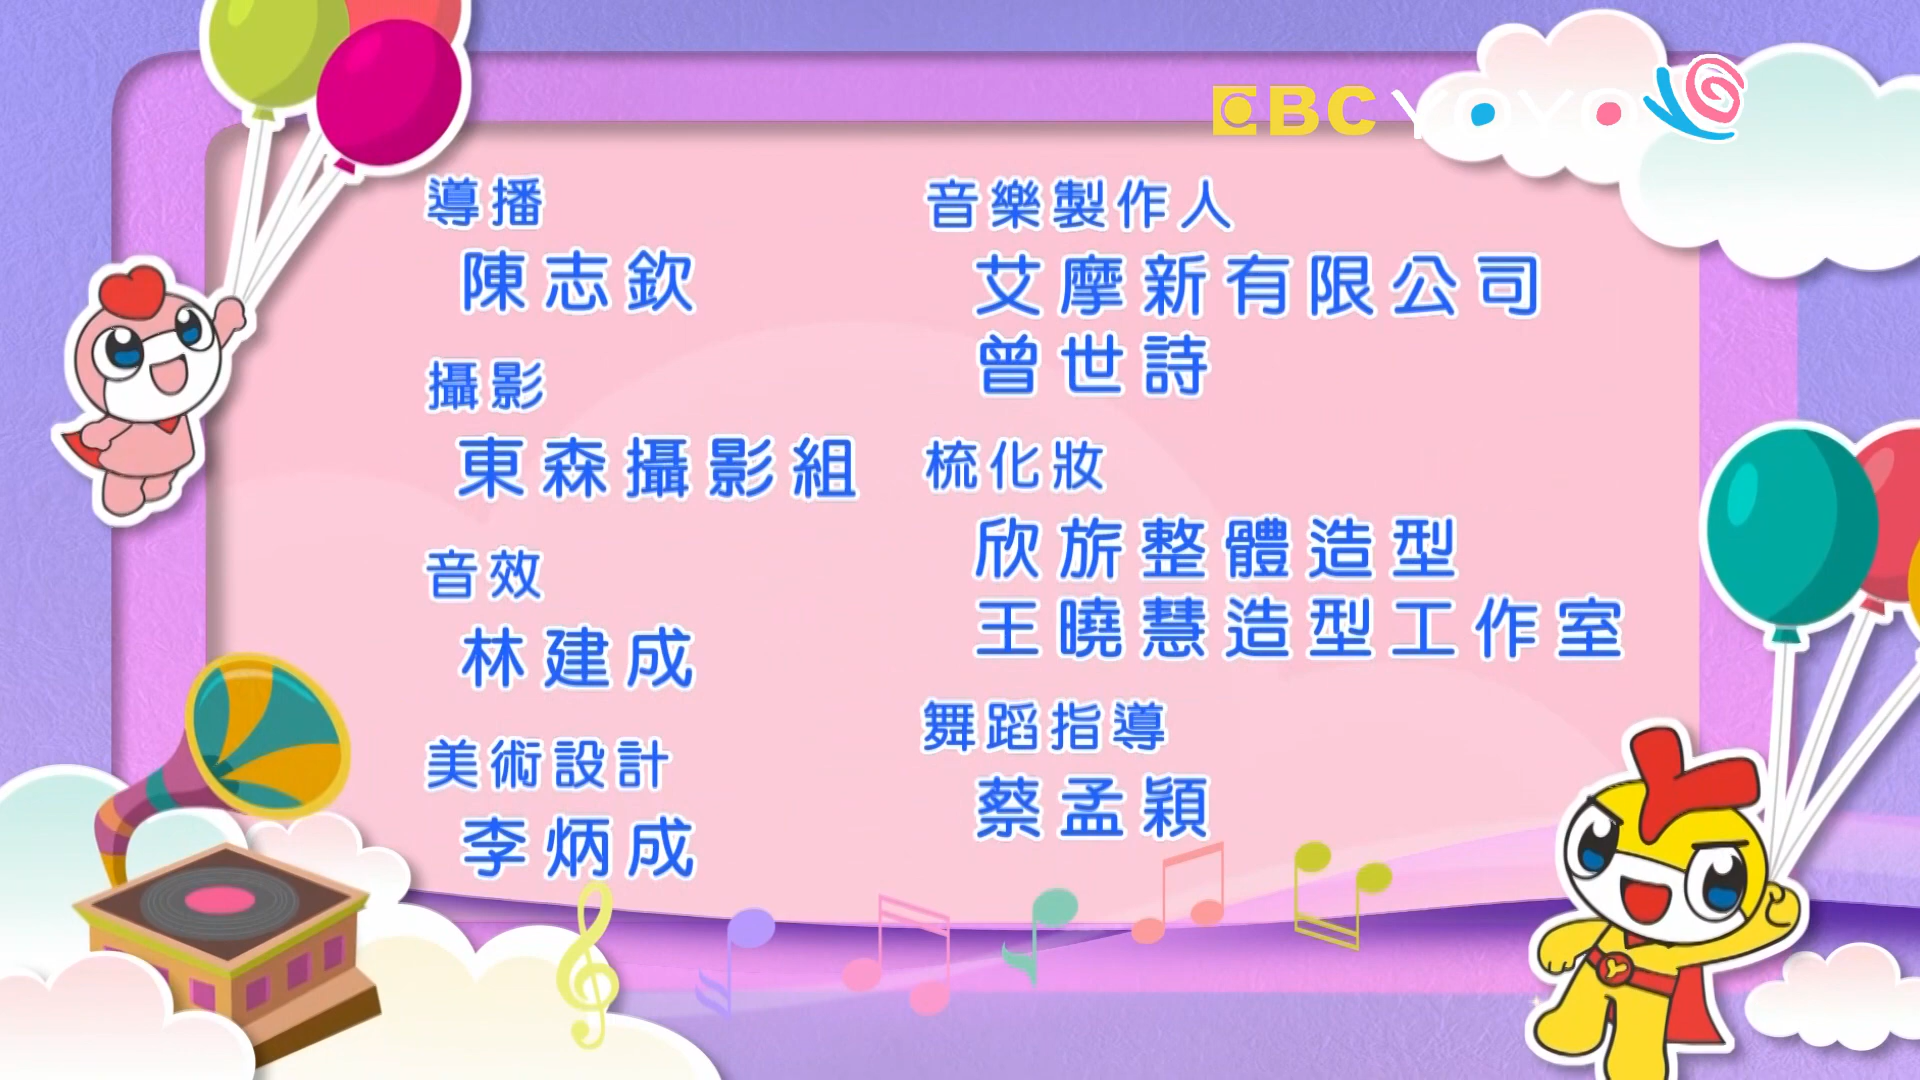 EBC YOYO
導播
陳志欽
攝影
東森攝影組
音效
林建成
美術設計
李炳成
音樂製作人
艾摩新有限公司
曾世詩
梳化妝
欣旂整體造型
王曉慧造型工作室
舞蹈指導
蔡孟穎